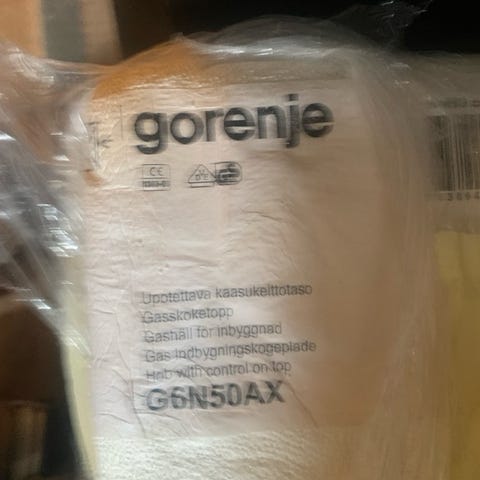 gorenje
CE
Upotettava kaasukeittotaso
Gasskoketopp
Gashäll för inbyggnad
Gas indbygningskogeplade
Hob with control on top
G6N50AX